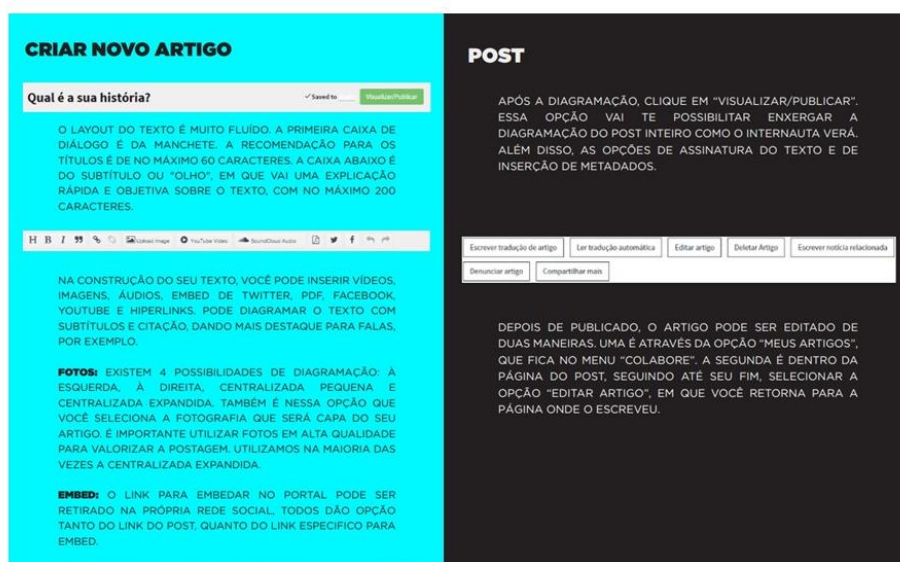 CRIAR NOVO ARTIGO
Qual é a sua história?
✓ Saved to
Visualizar/Publicar
O LAYOUT DO TEXTO É MUITO FLUÍDO. A PRIMEIRA CAIXA DE
DIÁLOGO É DA MANCHETE. A RECOMENDAÇÃO PARA OS
TÍTULOS É DE NO MÁXIMO 60 CARACTERES. A CAIXA ABAIXO É
DO SUBTÍTULO OU "OLHO", EM QUE VAI UMA EXPLICAÇÃO
RÁPIDA E OBJETIVA SOBRE O TEXTO, COM NO MÁXIMO 200
CARACTERES.
H B I Upload Image YouTube Video SoundCloud Audio
NA CONSTRUÇÃO DO SEU TEXTO, VOCÊ PODE INSERIR VÍDEOS,
IMAGENS, ÁUDIOS, EMBED DE TWITTER, PDF, FACEBOOK,
YOUTUBE E HIPERLINKS. PODE DIAGRAMAR O TEXTO COM
SUBTÍTULOS E CITAÇÃO, DANDO MAIS DESTAQUE PARA FALAS,
POR EXEMPLO.
FOTOS: EXISTEM 4 POSSIBILIDADES DE DIAGRAMAÇÃO: À
ESQUERDA, À DIREITA, CENTRALIZADA PEQUENA E
CENTRALIZADA EXPANDIDA. TAMBÉM É NESSA OPÇÃO QUE
VOCÊ SELECIONA A FOTOGRAFIA QUE SERÁ CAPA DO SEU
ARTIGO. É IMPORTANTE UTILIZAR FOTOS EM ALTA QUALIDADE
PARA VALORIZAR A POSTAGEM. UTILIZAMOS NA MAIORIA DAS
VEZES A CENTRALIZADA EXPANDIDA.
EMBED: O LINK PARA EMBEDAR NO PORTAL PODE SER
RETIRADO NA PRÓPRIA REDE SOCIAL, TODOS DÃO OPÇÃO
TANTO DO LINK DO POST, QUANTO DO LINK ESPECIFICO PARA
EMBED.
POST
APÓS A DIAGRAMAÇÃO, CLIQUE EM "VISUALIZAR/PUBLICAR".
ESSA OPÇÃO VAI TE POSSIBILITAR ENXERGAR A
DIAGRAMAÇÃO DO POST INTEIRO COMO O INTERNAUTA VERÁ.
ALÉM DISSO, AS OPÇÕES DE ASSINATURA DO TEXTO E DE
INSERÇÃO DE METADADOS.
Escrever tradução de artigo Ler tradução automática Editar artigo Deletar Artigo Escrever notícia relacionada
Denunciar artigo Compartilhar mais
DEPOIS DE PUBLICADO, O ARTIGO PODE SER EDITADO DE
DUAS MANEIRAS. UMA É ATRAVÉS DA OPÇÃO "MEUS ARTIGOS",
QUE FICA NO MENU "COLABORE". A SEGUNDA É DENTRO DA
PÁGINA DO POST, SEGUINDO ATÉ SEU FIM, SELECIONAR A
OPÇÃO "EDITAR ARTIGO", EM QUE VOCÊ RETORNA PARA A
PÁGINA ONDE O ESCREVEU.